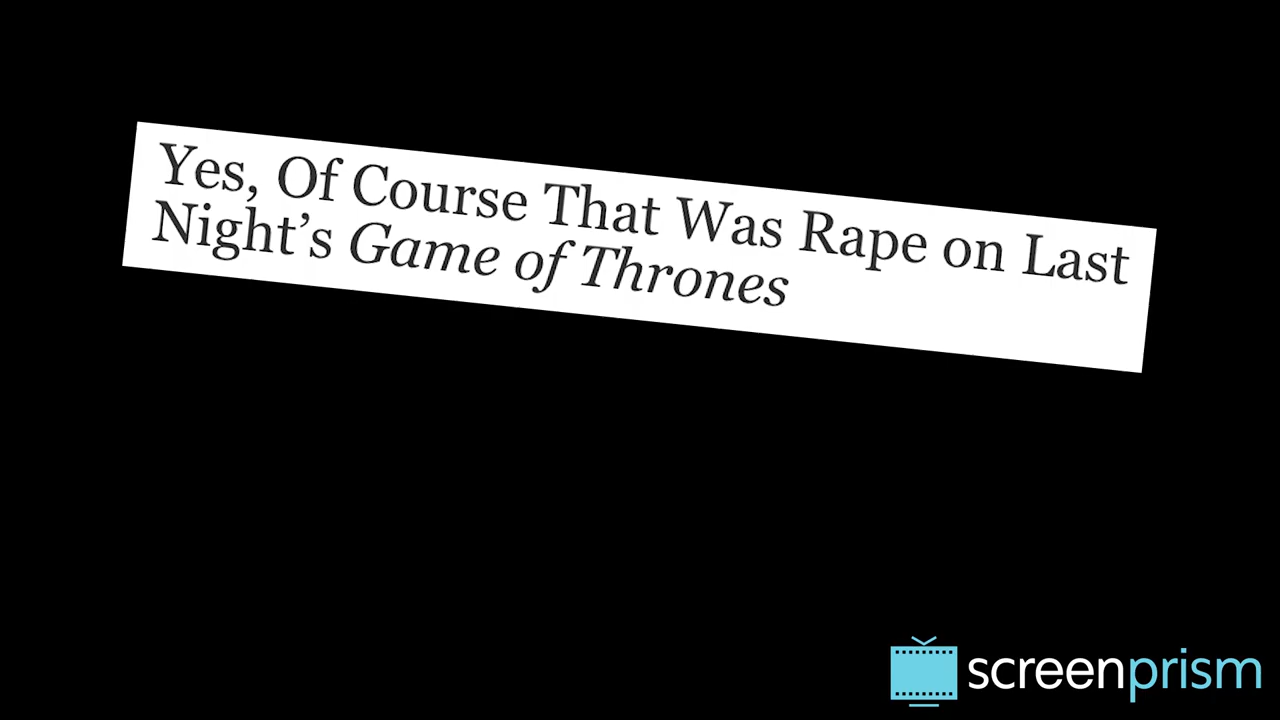 Yes, Of Course That Was Rape on Last
Night’s Game of Thrones
screenprism